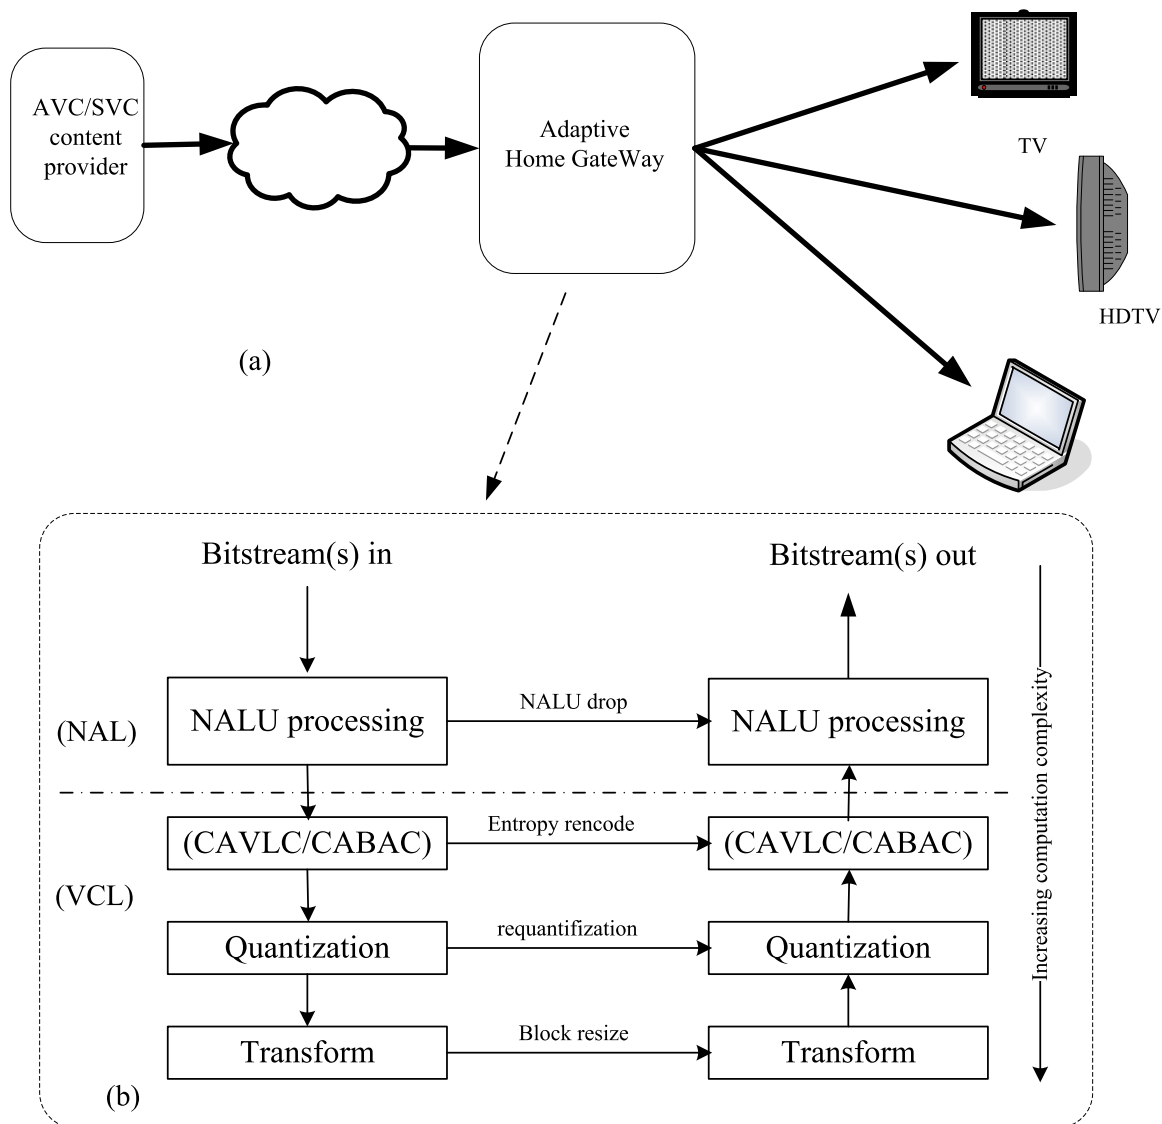 AVC/SVC
content
provider
Adaptive
Home GateWay
TV
HDTV
(a)
Bitstream(s) in
Bitstream(s) out
(NAL)
NALU processing
NALU drop
NALU processing
(VCL)
(CAVLC/CABAC)
Entropy rencode
(CAVLC/CABAC)
Quantization
requantifization
Quantization
Transform
Block resize
Transform
Increasing computation complexity
(b)